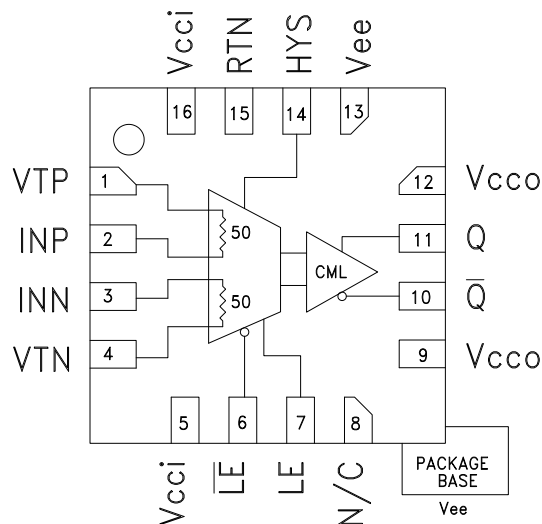 Vcci
RTN
HYS
Vee
16
15
14
13
VTP
1
12
Vcco
INP
2
50
11
Q
CML
INN
3
50
10
Q̅
VTN
4
9
Vcco
5
6
7
8
Vcci
L̅E̅
LE
N/C
PACKAGE
BASE
Vee